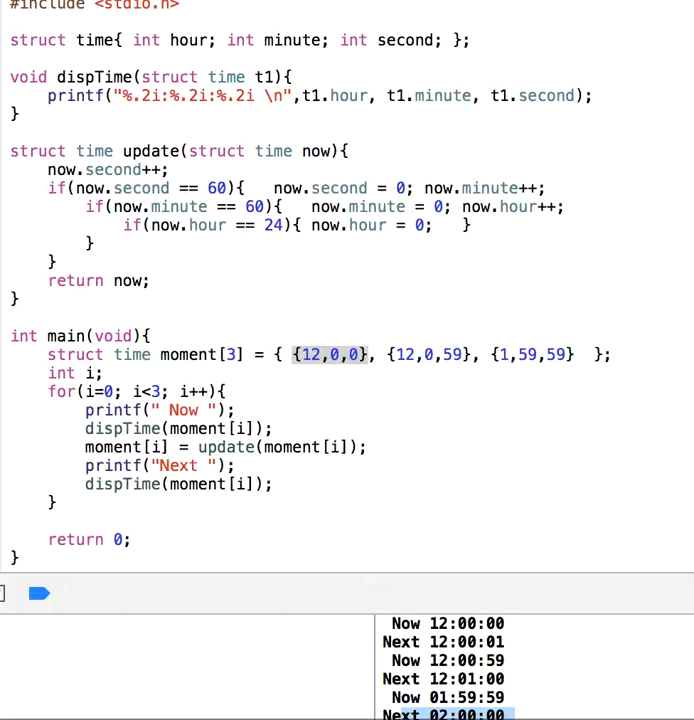 #include <stdio.h>
struct time{ int hour; int minute; int second; };
void dispTime(struct time t1){
printf("%.2i:%.2i:%.2i \n",t1.hour, t1.minute, t1.second);
}
struct time update(struct time now){
now.second++;
if(now.second == 60){   now.second = 0; now.minute++;
if(now.minute == 60){   now.minute = 0; now.hour++;
if(now.hour == 24){ now.hour = 0;   }
}
}
return now;
}
int main(void){
struct time moment[3] = { {12,0,0}, {12,0,59}, {1,59,59}  };
int i;
for(i=0; i<3; i++){
printf(" Now ");
dispTime(moment[i]);
moment[i] = update(moment[i]);
printf("Next ");
dispTime(moment[i]);
}
return 0;
}
Now 12:00:00
Next 12:00:01
Now 12:00:59
Next 12:01:00
Now 01:59:59
Next 02:00:00